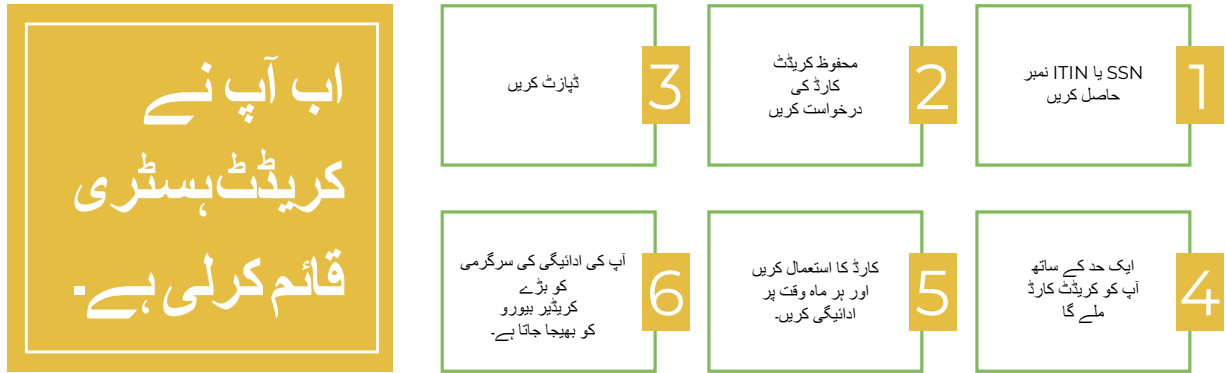 1
SSN یا ITIN نمبر
حاصل کریں
2
محفوظ کریڈٹ
کارڈ کی
درخواست کریں
3
ڈپازٹ کریں
4
ایک حد کے ساتھ
آپ کو کریڈٹ کارڈ
ملے گا
5
کارڈ کا استعمال کریں
اور ہر ماہ وقت پر
ادائیگی کریں۔
6
آپ کی ادائیگی کی سرگرمی
کو بڑے
کریڈیر بیورو
کو بھیجا جاتا ہے۔
اب آپ نے
کریڈٹ ہسٹری
قائم کرلی ہے۔